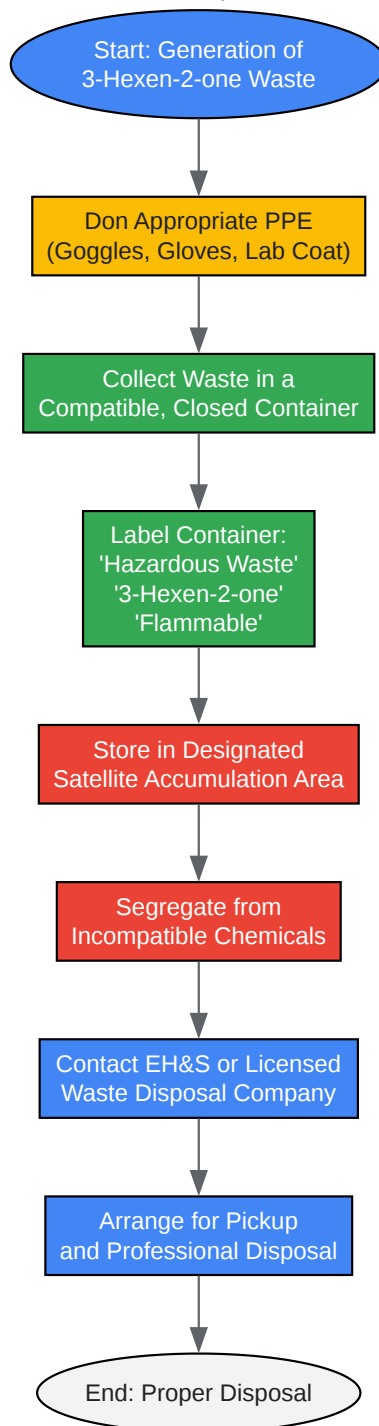 Start: Generation of
3-Hexen-2-one Waste
Don Appropriate PPE
(Goggles, Gloves, Lab Coat)
Collect Waste in a
Compatible, Closed Container
Label Container:
'Hazardous Waste'
'3-Hexen-2-one'
'Flammable'
Store in Designated
Satellite Accumulation Area
Segregate from
Incompatible Chemicals
Contact EH&S or Licensed
Waste Disposal Company
Arrange for Pickup
and Professional Disposal
End: Proper Disposal